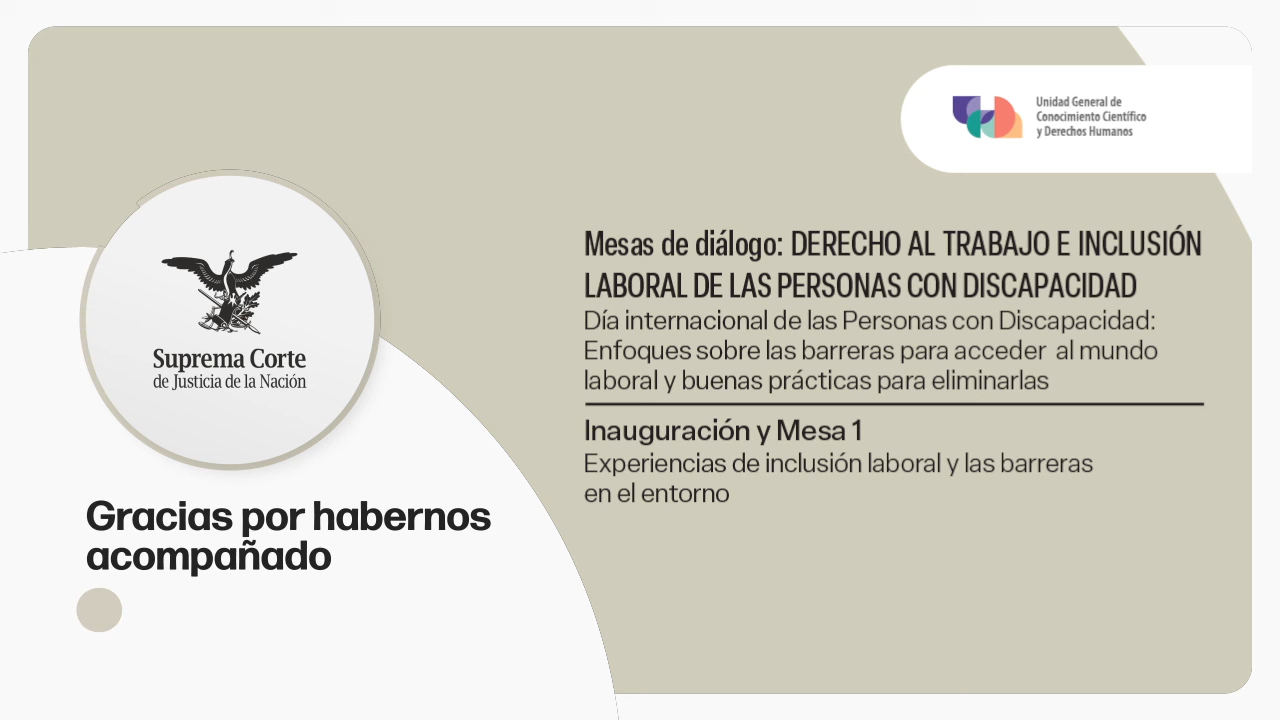 Unidad General de
Conocimiento Científico
y Derechos Humanos
Suprema Corte
de Justicia de la Nación
Gracias por habernos
acompañado
Mesas de diálogo: DERECHO AL TRABAJO E INCLUSIÓN
LABORAL DE LAS PERSONAS CON DISCAPACIDAD
Día internacional de las Personas con Discapacidad:
Enfoques sobre las barreras para acceder al mundo
laboral y buenas prácticas para eliminarlas
Inauguración y Mesa 1
Experiencias de inclusión laboral y las barreras
en el entorno